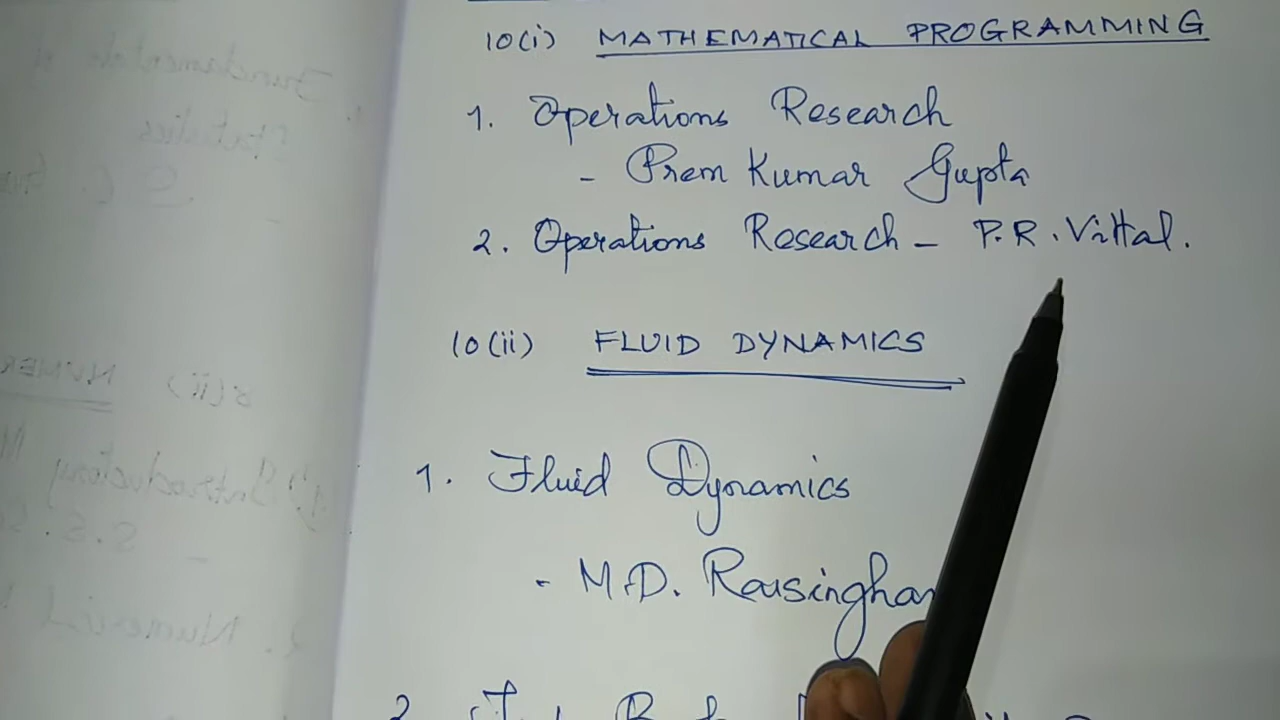 10(i) MATHEMATICAL PROGRAMMING
1. Operations Research
- Prem Kumar Gupta
2. Operations Research - P.R. Vittal.
10(ii) FLUID DYNAMICS
1. Fluid Dynamics
- M.D.
2.